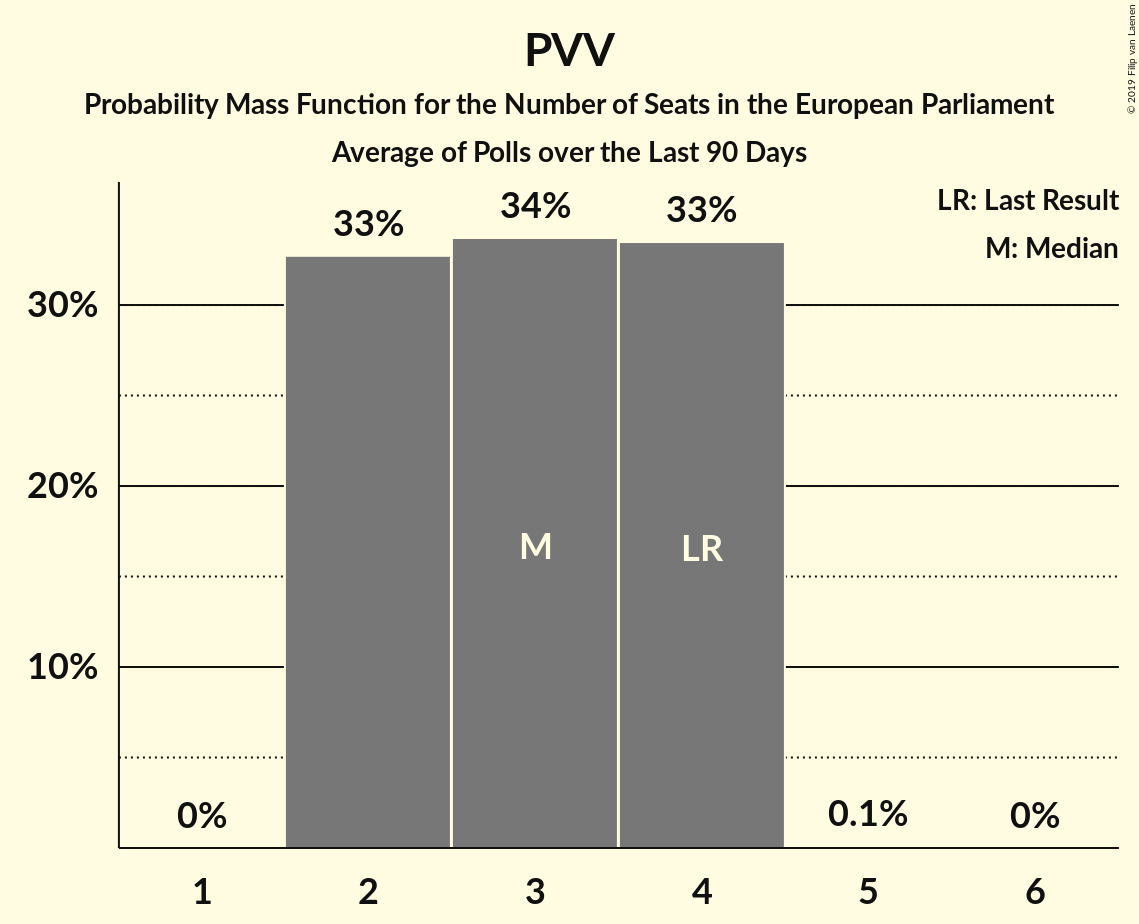 PVV
Probability Mass Function for the Number of Seats in the European Parliament
Average of Polls over the Last 90 Days
© 2019 Filip van Laenen
LR: Last Result
M: Median
33%
34%
33%
30%
20%
10%
M
LR
0%
0.1%
0%
1
2
3
4
5
6